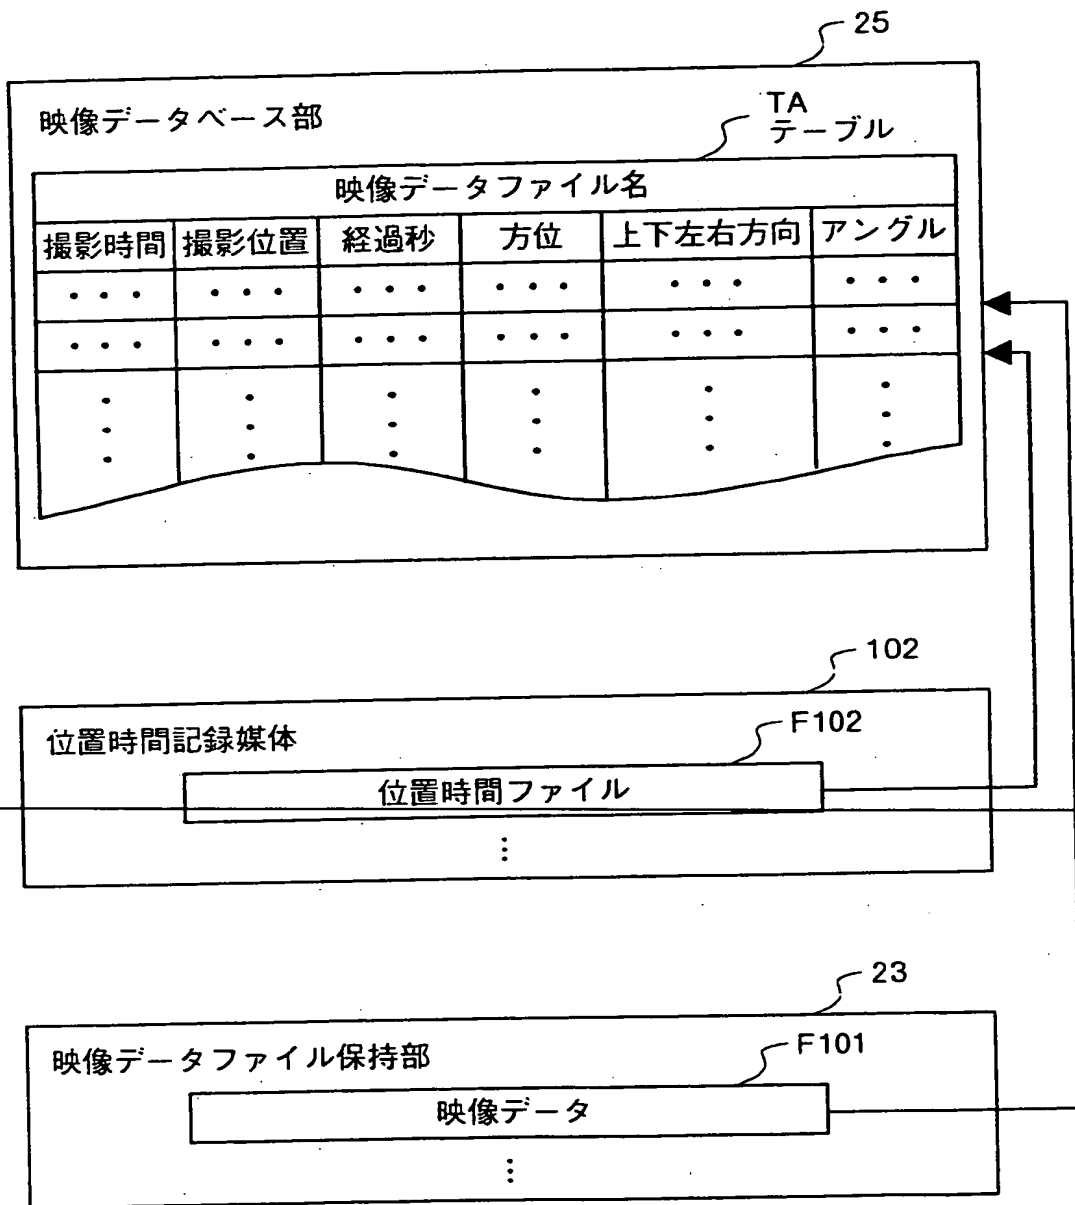 25
映像データベース部
TA
テーブル
映像データファイル名
撮影時間 撮影位置 経過秒 方位 上下左右方向 アングル
・・・ ・・・ ・・・ ・・・ ・・・ ・・・
・・・ ・・・ ・・・ ・・・ ・・・ ・・・
102
位置時間記録媒体
F102
位置時間ファイル
23
映像データファイル保持部
F101
映像データ